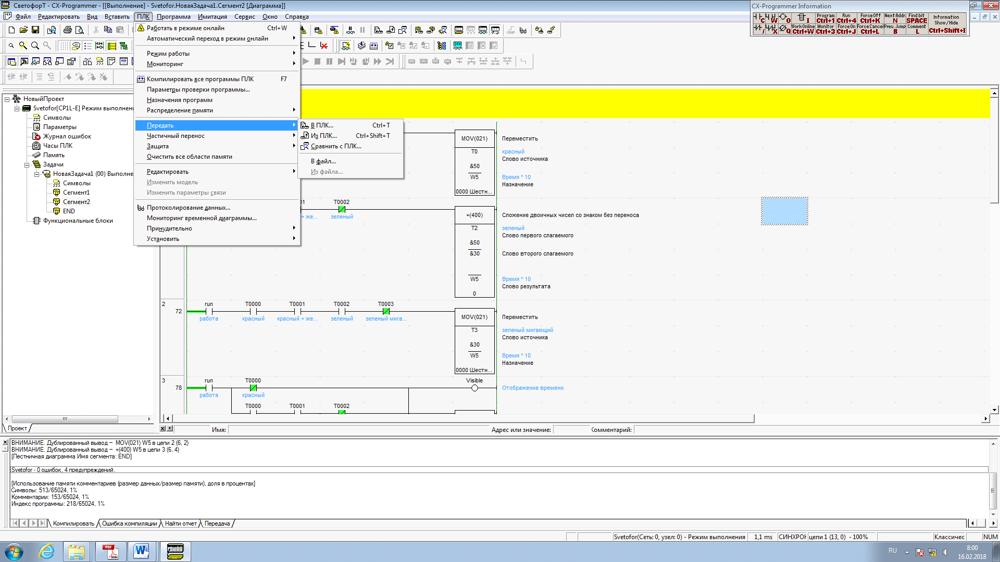 СветофорТ - CX-Programmer - [[Выполнение] - Svetofor.НоваяЗадача1.Сегмент2 [Диаграмма]]
Файл Редактировать Вид Вставить ПЛК Программа Имитация Сервис Окно Справка
CX-Programmer Information
C W O I Program Ctrl+1 Run Ctrl+4 Force Off Ctrl+K Next Addr. N Find bit SPACE Information Show / Hide
/ X Q Work Online Ctrl+W Monitor Ctrl+3 Force On Ctrl+J Force Cancel Ctrl+L Prev. Jump B Comment L Ctrl+Shift+I
Работать в режиме онлайн Ctrl+W
Автоматический переход в режим онлайн
Режим работы
Мониторинг
Компилировать все программы ПЛК F7
Параметры проверки программы...
Назначения программ
Распределение памяти
Передать
Частичный перенос
Защита
Очистить все области памяти
Редактировать
Изменить модель
Изменить параметры связи
Протоколирование данных...
Мониторинг временной диаграммы...
Принудительно
Установить
В ПЛК... Ctrl+T
Из ПЛК... Ctrl+Shift+T
Сравнить с ПЛК...
В файл...
Из файла...
НовыйПроект
Svetofor[CP1L-E] Режим выполнен
Символы
Параметры
Журнал ошибок
Часы ПЛК
Память
Задачи
НоваяЗадача1 (00) Выполне
Символы
Сегмент1
Сегмент2
END
Функциональные блоки
Проект
MOV(021) Переместить
T0 красный
Слово источника
&50
W5 Время * 10
Назначение
0000 Шестн...
01 T0002
+ же... зеленый
+(400) Сложение двоичных чисел со знаком без переноса
T2 зеленый
Слово первого слагаемого
&50
&30 Слово второго слагаемого
W5 Время * 10
Слово результата
0
2 run T0000 T0001 T0002 T0003
72
работа красный красный + же... зеленый зеленый мига...
MOV(021) Переместить
T3 зеленый мигающий
Слово источника
&30
W5 Время * 10
Назначение
0000 Шестн...
3 run T0000 Visible
78 Отображение времени
работа красный
T0000 T0001 T0002
Имя: Адрес или значение: Комментарий:
ВНИМАНИЕ. Дублированный вывод – MOV(021) W5 в цепи 2 (6, 2)
ВНИМАНИЕ. Дублированный вывод – +(400) W5 в цепи 3 (6, 4)
[Лестничная диаграмма Имя сегмента: END]
Svetofor - 0 ошибок, 4 предупреждений.
[Использование памяти комментариев (размер данных/размер памяти), доля в процентах]
Символы: 513/65024, 1%
Комментарии: 153/65024, 1%
Индекс программы: 218/65024, 1%
Компилировать Ошибка компиляции Найти отчет Передача
Svetofor(Сеть: 0, узел: 0) - Режим выполнения 1,1 ms СИНХРОН цепи 1 (13, 0) - 100% Классичес NUM
RU
8:00
16.02.2018